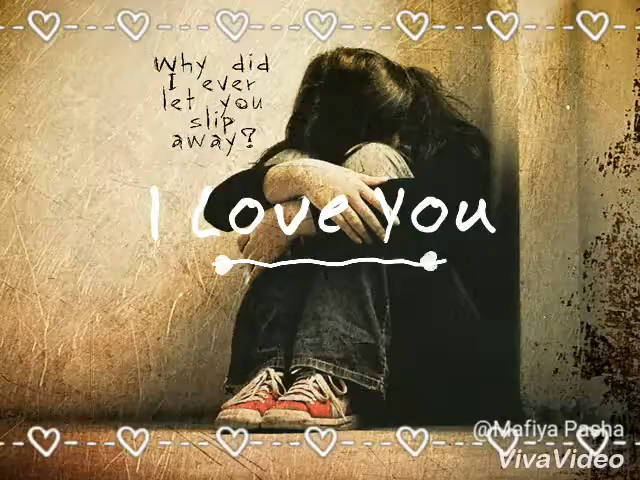 Why did
I ever
let you
slip
away?
I Love You
@Mafiya Pasha
VivaVideo